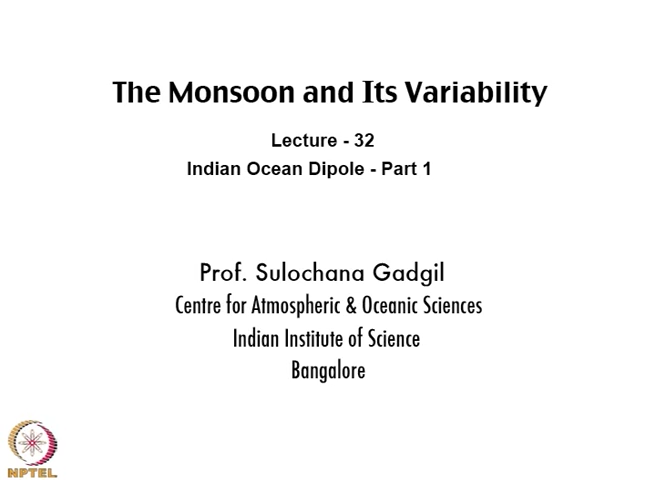 The Monsoon and Its Variability
Lecture - 32
Indian Ocean Dipole - Part 1
Prof. Sulochana Gadgil
Centre for Atmospheric & Oceanic Sciences
Indian Institute of Science
Bangalore
NPTEL